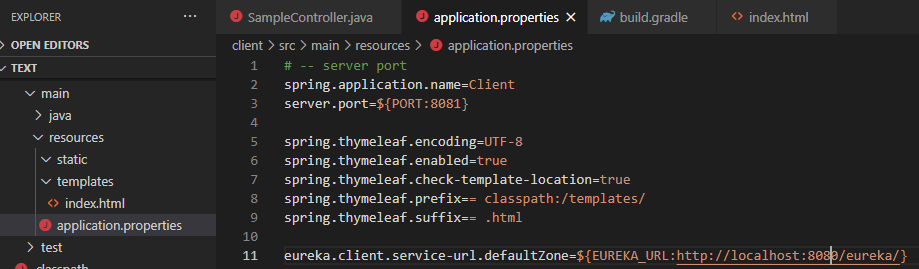 EXPLORER
OPEN EDITORS
TEXT
main
java
resources
static
templates
index.html
application.properties
test
SampleController.java
application.properties
build.gradle
index.html
client > src > main > resources > application.properties
1 # -- server port
2 spring.application.name=Client
3 server.port=${PORT:8081}
4
5 spring.thymeleaf.encoding=UTF-8
6 spring.thymeleaf.enabled=true
7 spring.thymeleaf.check-template-location=true
8 spring.thymeleaf.prefix== classpath:/templates/
9 spring.thymeleaf.suffix== .html
10
11 eureka.client.service-url.defaultZone=${EUREKA_URL:http://localhost:8080/eureka/}